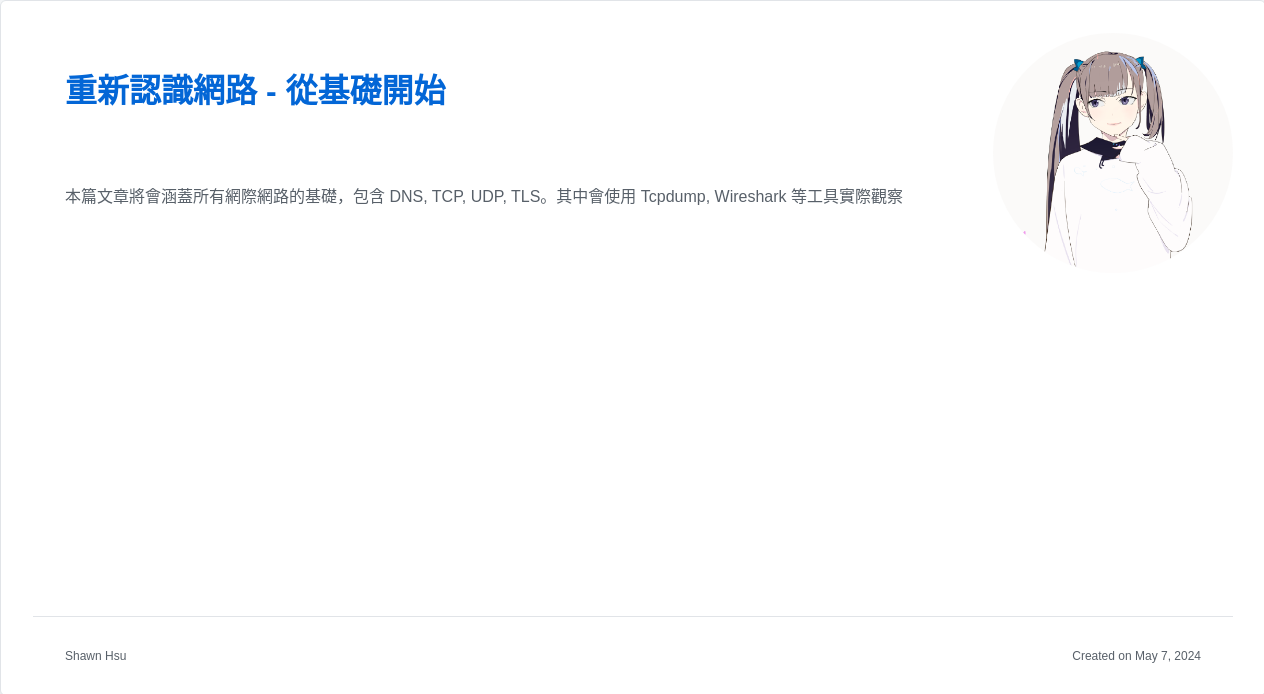 重新認識網路 - 從基礎開始
本篇文章將會涵蓋所有網際網路的基礎，包含 DNS, TCP, UDP, TLS。其中會使用 Tcpdump, Wireshark 等工具實際觀察
Shawn Hsu
Created on May 7, 2024